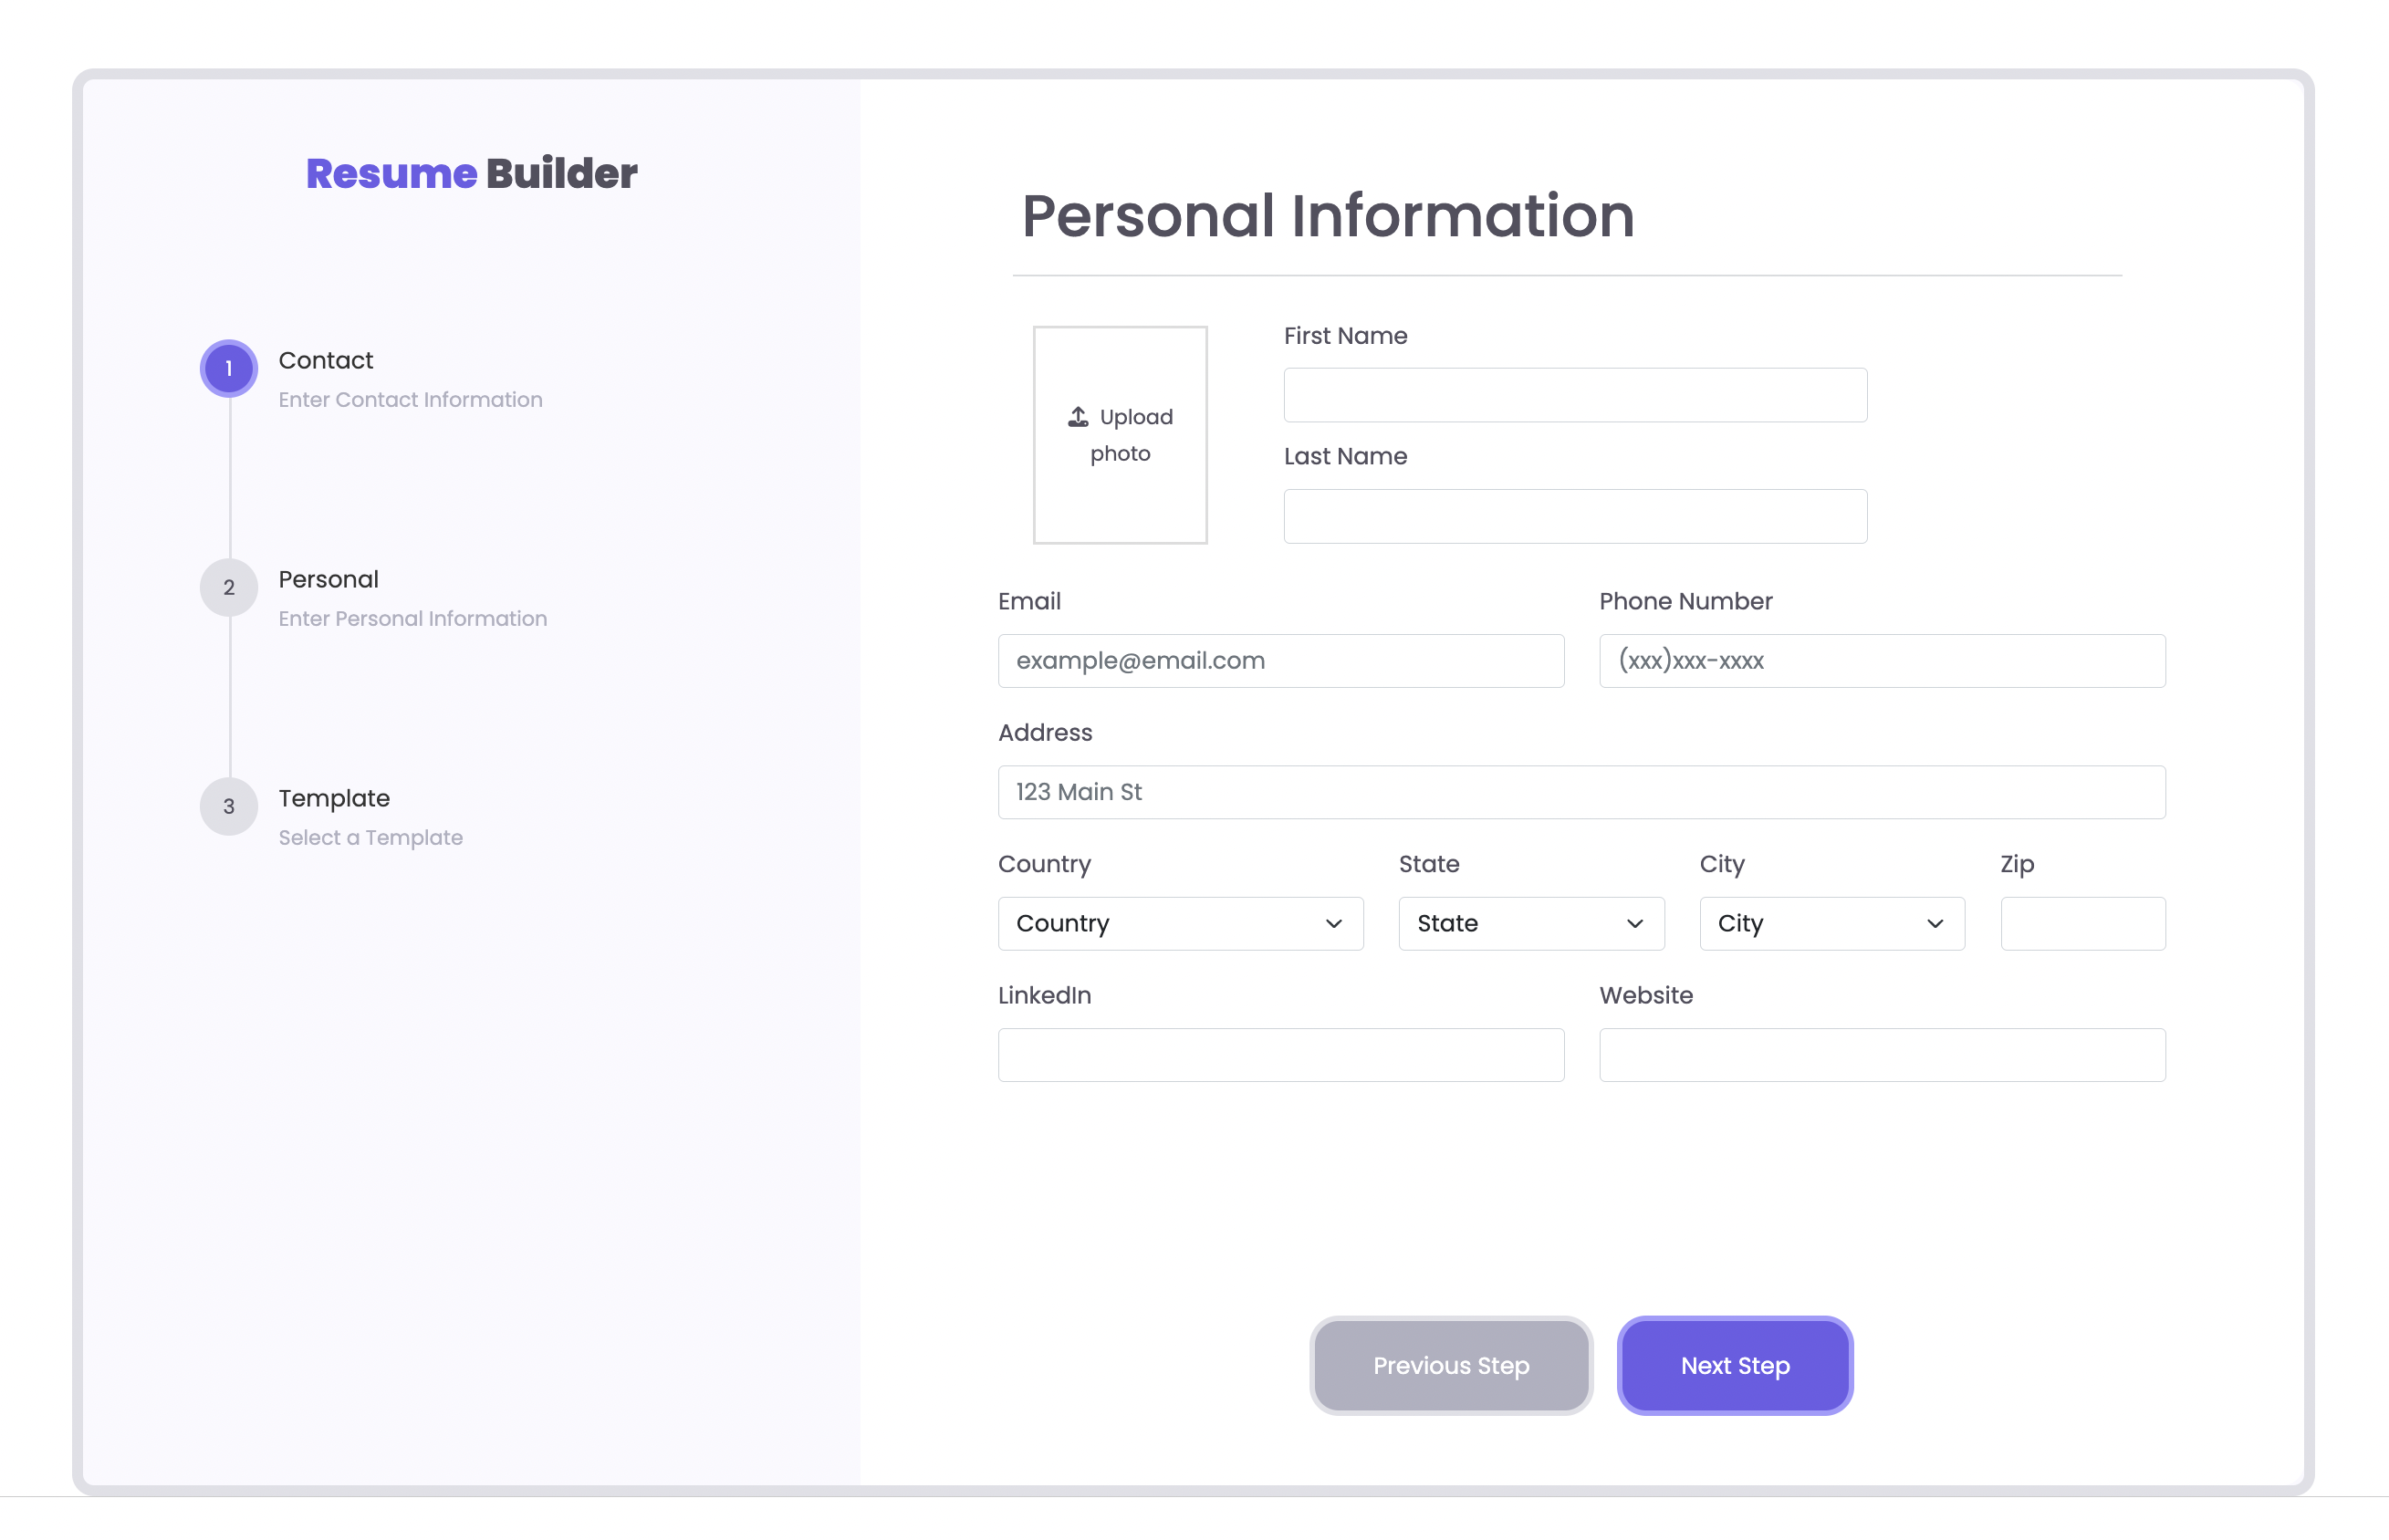 Resume Builder
1
Contact
Enter Contact Information
2
Personal
Enter Personal Information
3
Template
Select a Template
Personal Information
Upload
photo
First Name
Last Name
Email
Phone Number
example@email.com
(xxx)xxx-xxxx
Address
123 Main St
Country
State
City
Zip
Country
State
City
LinkedIn
Website
Previous Step
Next Step